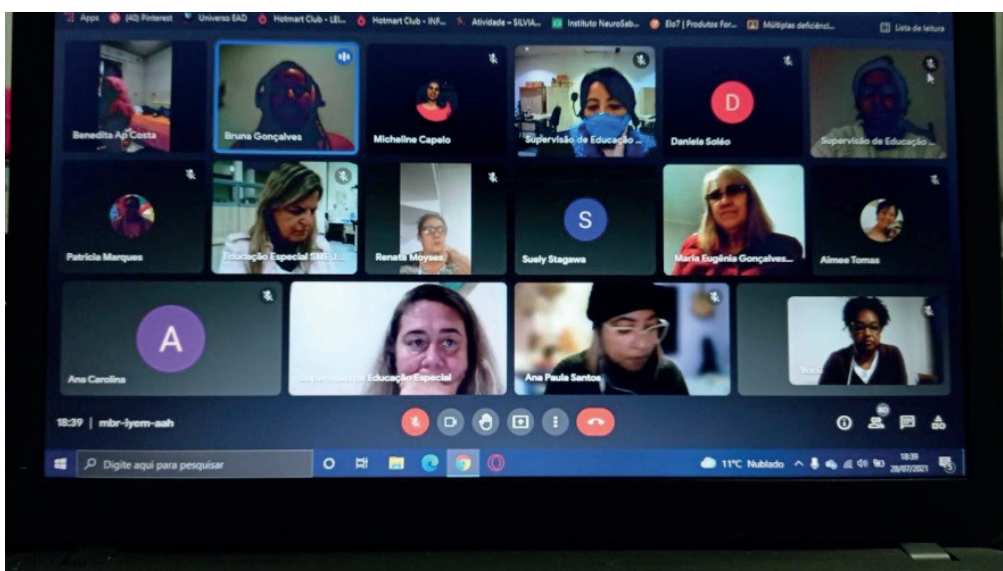 Apps (40) Pinterest Universo EAD Hotmart Club - LEI... Hotmart Club - INF... Atividade - SILVIA... Instituto NeuroSab... Elo7 | Produtos For... Múltiplas deficiênci... Lista de leitura
Benedita Ap Costa
Bruna Gonçalves
Micheline Capelo
Supervisão de Educação ...
D
Daniela Soléo
Supervisão de Educação ...
Patricia Marques
Educação Especial SME J...
Renata Moyses
S
Suely Stagawa
Maria Eugênia Gonçalves...
Aimee Tomas
A
Ana Carolina
Supervisão de Educação Especial
Ana Paula Santos
Você
18:39 | mbr-iyem-aah
Digite aqui para pesquisar
11°C Nublado
18:39
28/07/2021
5